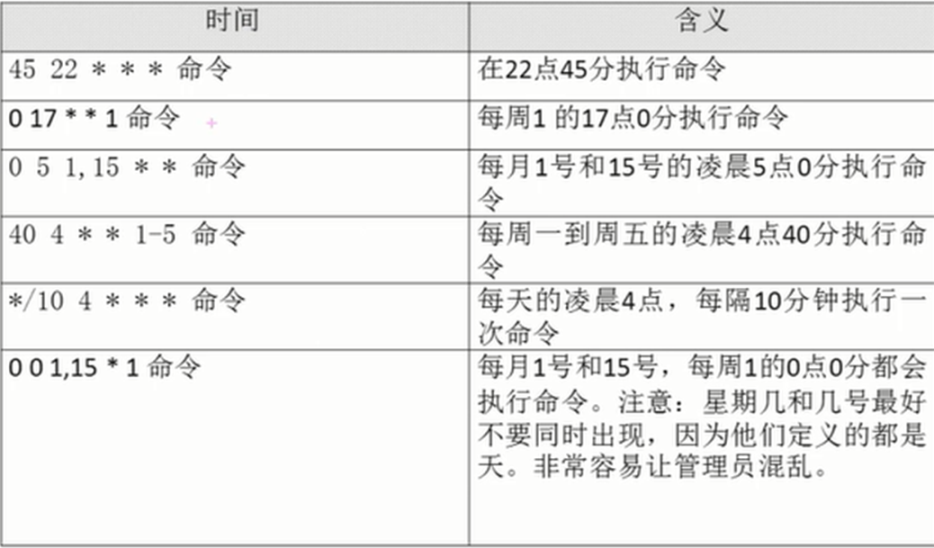 时间
含义
45 22 * * * 命令
在22点45分执行命令
0 17 * * 1 命令
每周1 的17点0分执行命令
0 5 1,15 * * 命令
每月1号和15号的凌晨5点0分执行命
令
40 4 * * 1-5 命令
每周一到周五的凌晨4点40分执行命
令
*/10 4 * * * 命令
每天的凌晨4点，每隔10分钟执行一
次命令
0 0 1,15 * 1 命令
每月1号和15号，每周1的0点0分都会
执行命令。注意：星期几和几号最好
不要同时出现，因为他们定义的都是
天。非常容易让管理员混乱。